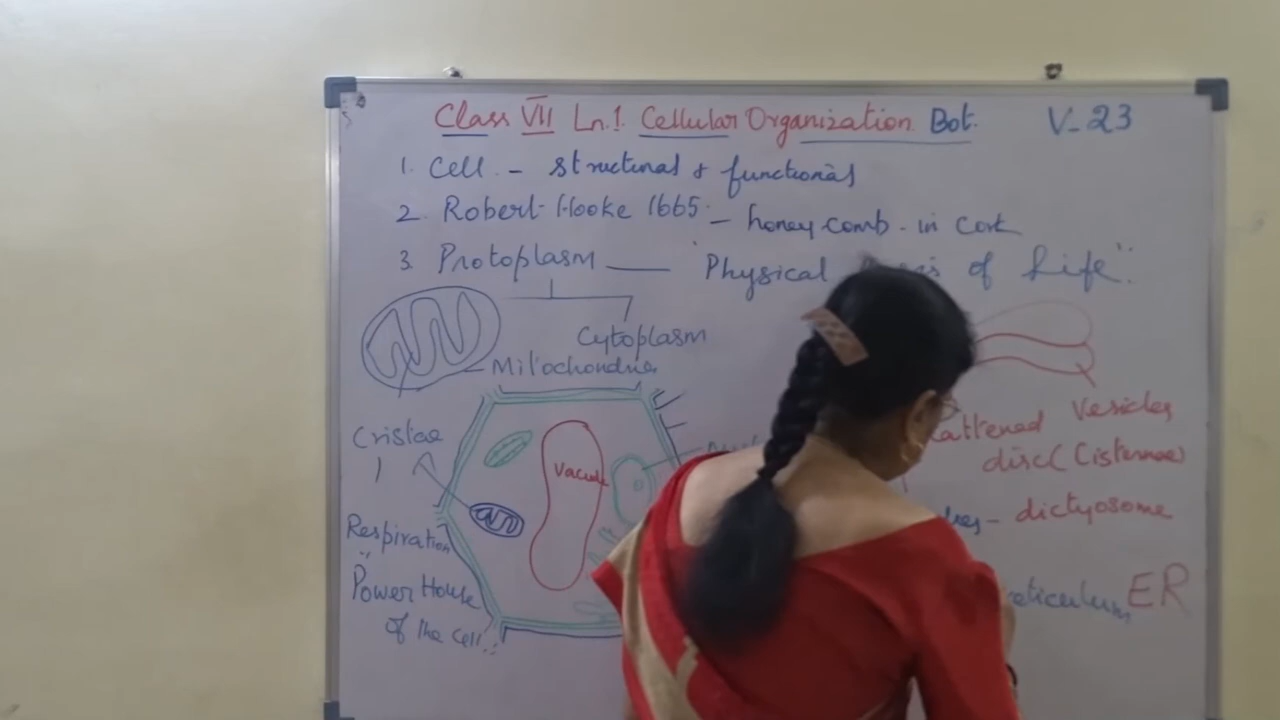 Class VII Ln.1. Cellular Organization Bot. V-23
1. Cell - structural & functional
2. Robert Hooke 1665 - honey comb - in Cork
3. Protoplasm — "Physical of Life".
Cytoplasm
Mitochondria
Cristae
Vacuole
Vesicles
disc (Cisternae)
- dictyosome
Respiration
"Power House
of the Cell"
ER